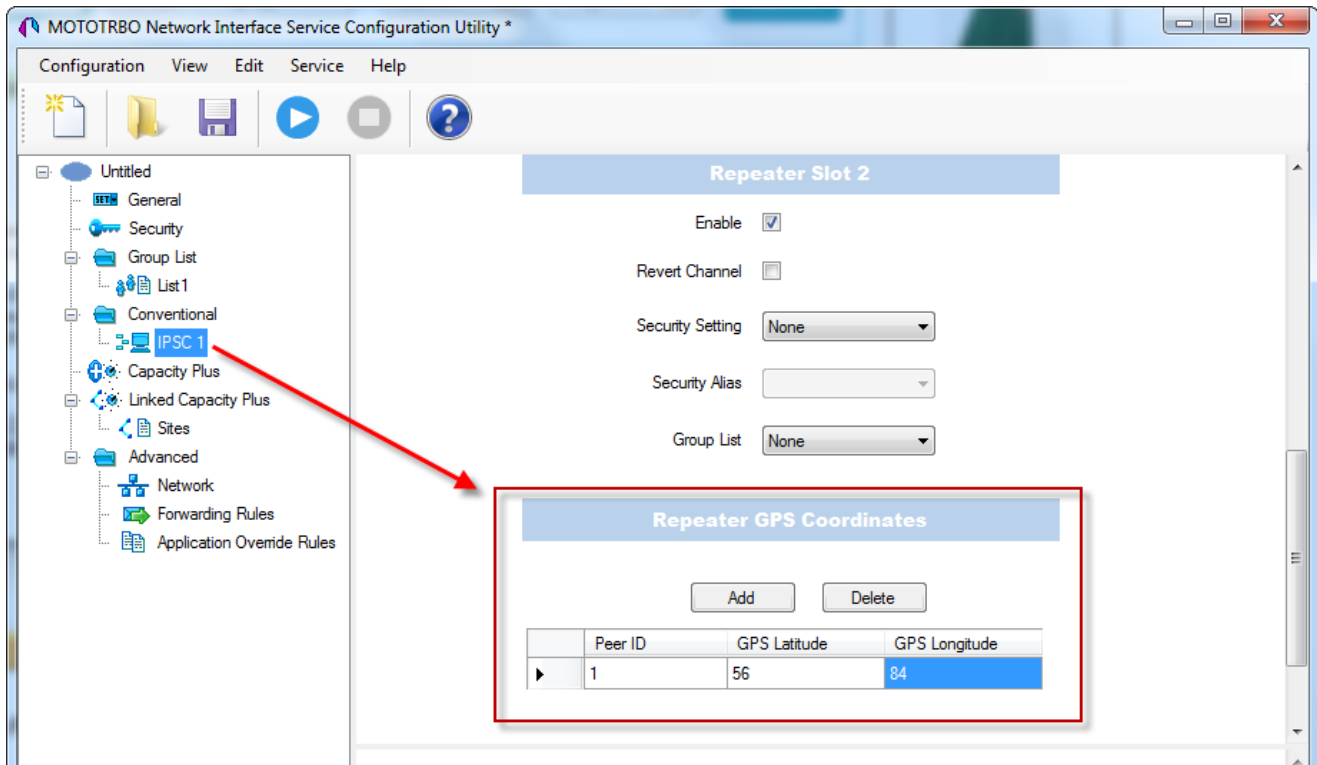 MOTOTRBO Network Interface Service Configuration Utility *
Configuration View Edit Service Help
Untitled
SET General
Security
Group List
List1
Conventional
IPSC 1
Capacity Plus
Linked Capacity Plus
Sites
Advanced
Network
Forwarding Rules
Application Override Rules
Repeater Slot 2
Enable
Revert Channel
Security Setting None
Security Alias
Group List None
Repeater GPS Coordinates
Add Delete
Peer ID GPS Latitude GPS Longitude
1 56 84